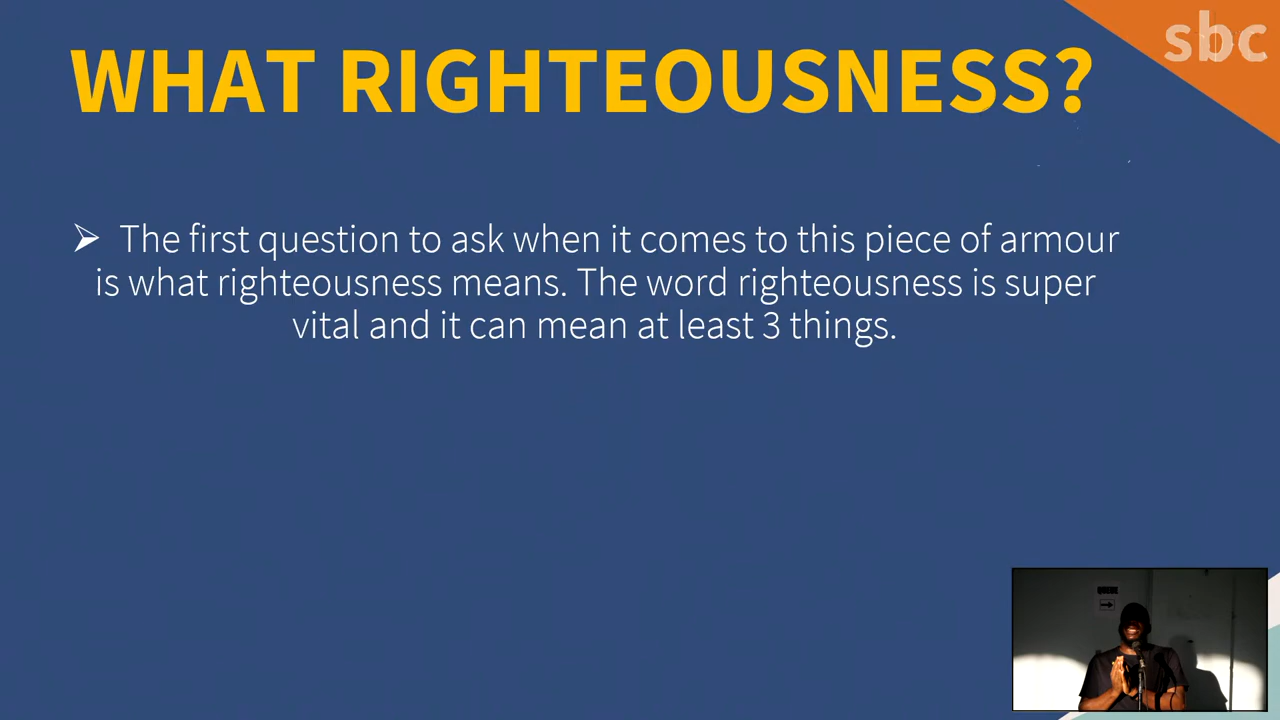 sbc
WHAT RIGHTEOUSNESS?
➢ The first question to ask when it comes to this piece of armour
is what righteousness means. The word righteousness is super
vital and it can mean at least 3 things.
QUEUE